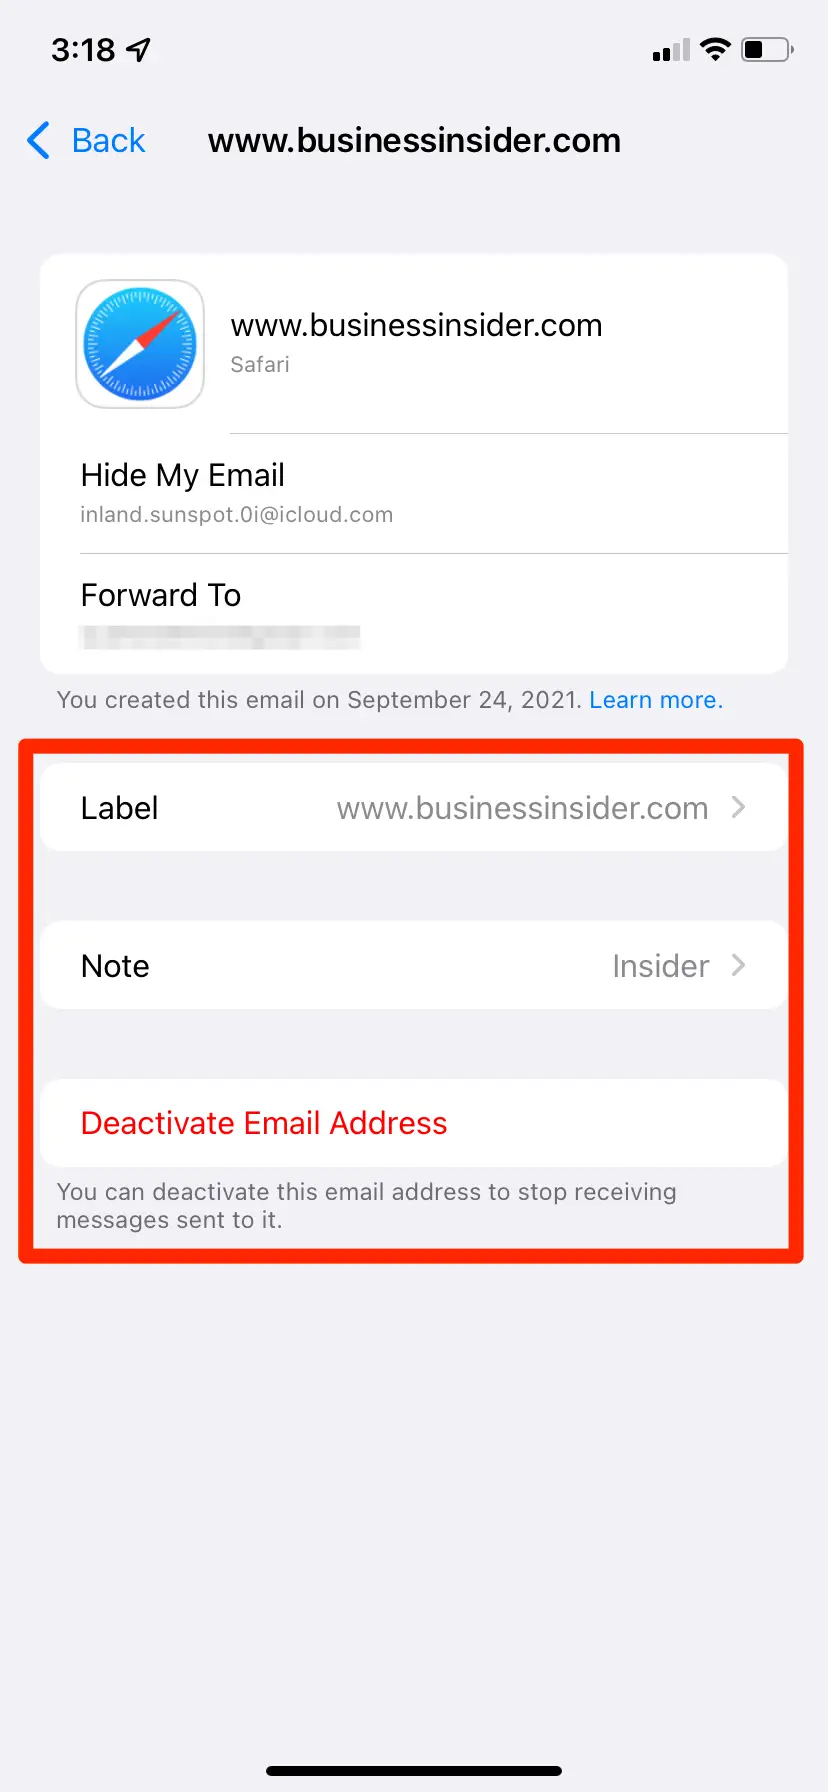 3:18
Back www.businessinsider.com
www.businessinsider.com
Safari
Hide My Email
inland.sunspot.0i@icloud.com
Forward To
You created this email on September 24, 2021. Learn more.
Label www.businessinsider.com
Note Insider
Deactivate Email Address
You can deactivate this email address to stop receiving
messages sent to it.